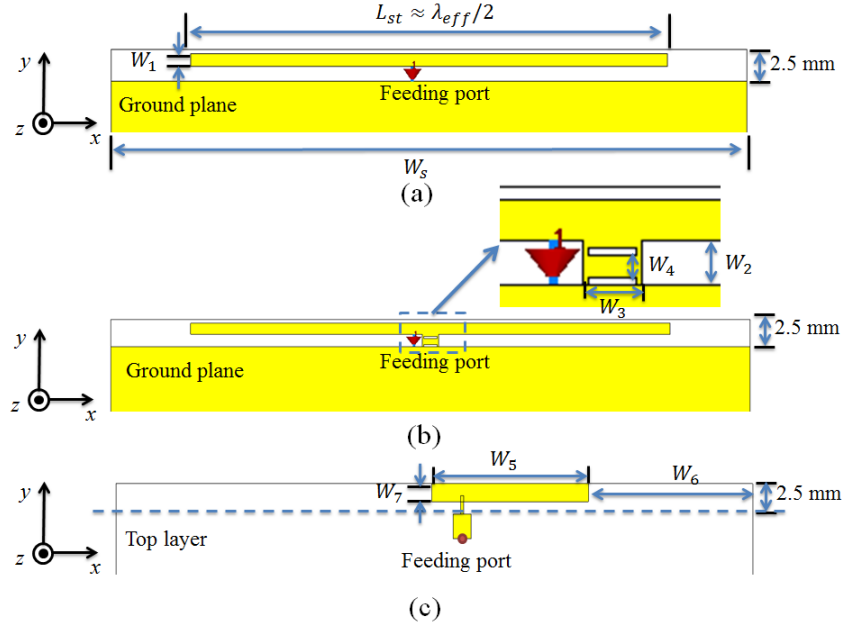 L_st ≈ λ_eff/2
W_1
y
2.5 mm
1
Ground plane
Feeding port
z
x
W_s
(a)
1
W_4
W_2
W_3
y
2.5 mm
Ground plane
Feeding port
z
x
(b)
W_5
W_6
y
W_7
2.5 mm
Top layer
z
x
Feeding port
(c)